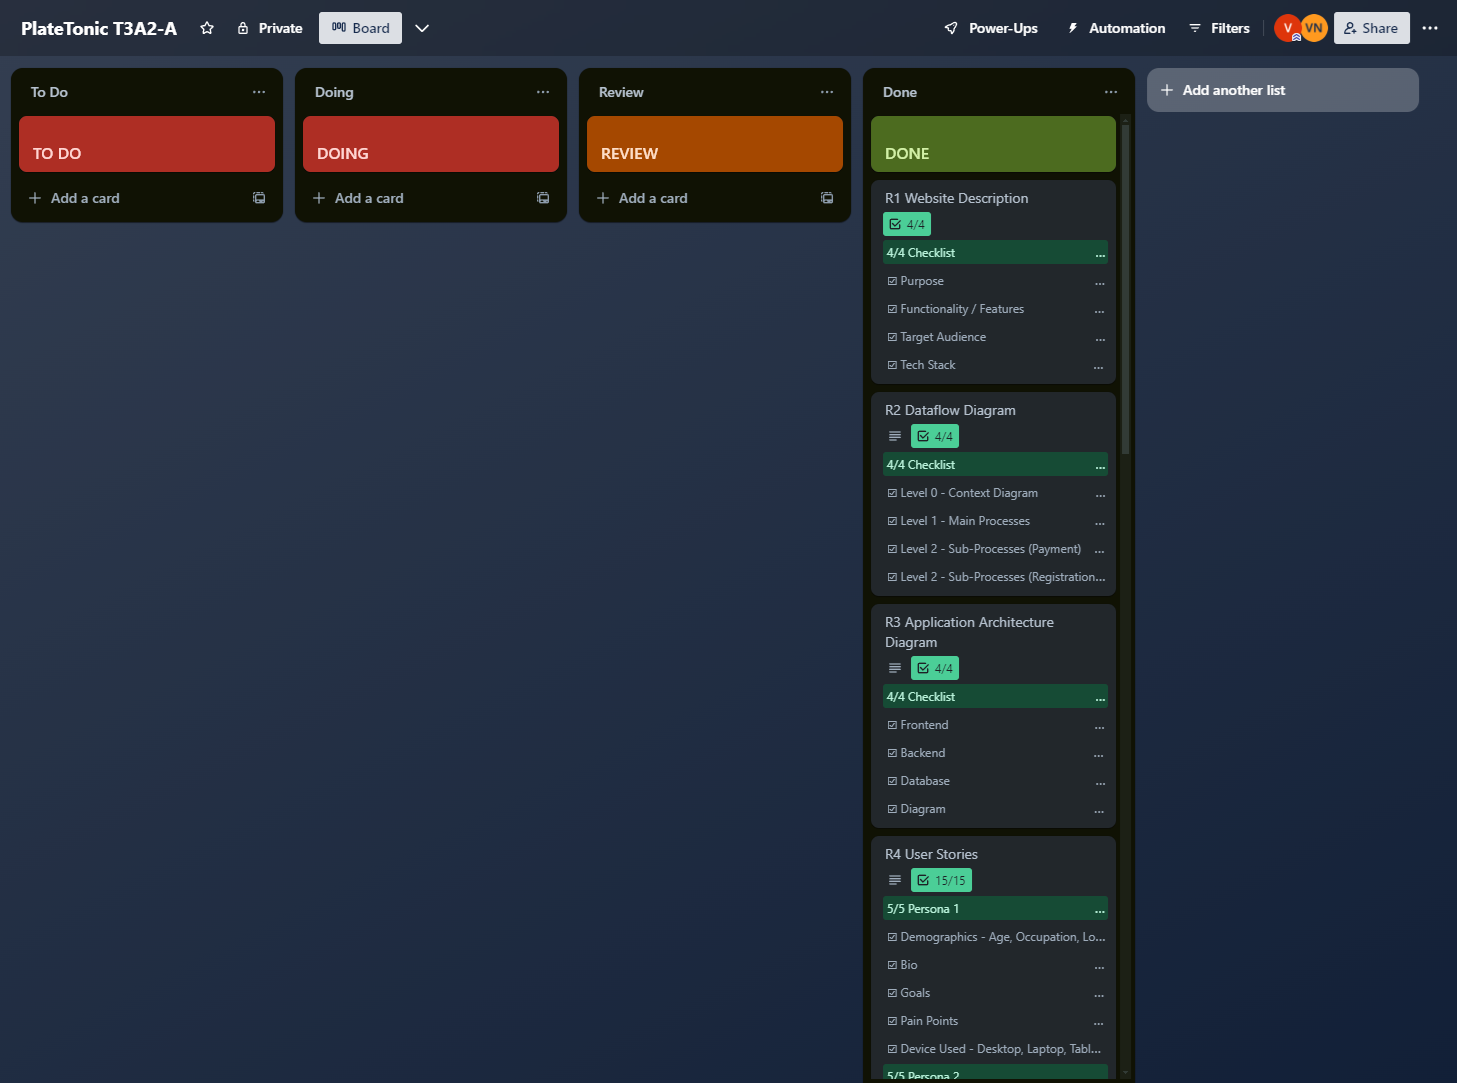 PlateTonic T3A2-A
Private
Board
Power-Ups
Automation
Filters
V
VN
Share
To Do
TO DO
Add a card
Doing
DOING
Add a card
Review
REVIEW
Add a card
Done
DONE
R1 Website Description
4/4
4/4 Checklist ...
Purpose ...
Functionality / Features ...
Target Audience ...
Tech Stack ...
R2 Dataflow Diagram
4/4
4/4 Checklist ...
Level 0 - Context Diagram ...
Level 1 - Main Processes ...
Level 2 - Sub-Processes (Payment) ...
Level 2 - Sub-Processes (Registration...
R3 Application Architecture
Diagram
4/4
4/4 Checklist ...
Frontend ...
Backend ...
Database ...
Diagram ...
R4 User Stories
15/15
5/5 Persona 1 ...
Demographics - Age, Occupation, Lo...
Bio ...
Goals ...
Pain Points ...
Device Used - Desktop, Laptop, Tabl...
5/5 Persona 2
Add another list